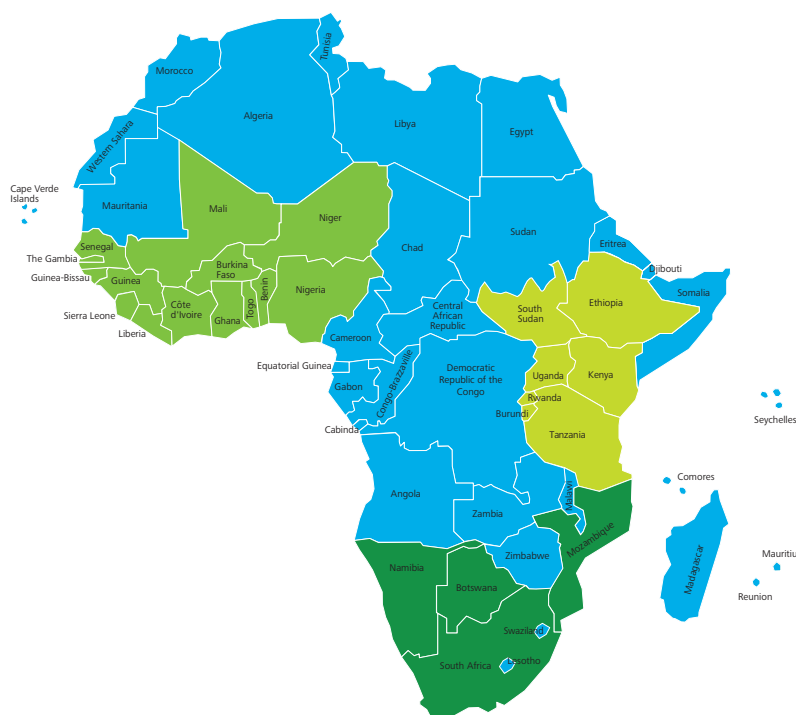 Tunisia
Morocco
Algeria
Libya
Egypt
Western Sahara
Cape Verde
Islands
Mauritania
Mali
Niger
Chad
Sudan
Eritrea
Senegal
The Gambia
Guinea-Bissau
Guinea
Burkina
Faso
Benin
Nigeria
Djibouti
Somalia
Ethiopia
South
Sudan
Central
African
Republic
Sierra Leone
Liberia
Côte
d'Ivoire
Ghana
Togo
Cameroon
Equatorial Guinea
Gabon
Congo-Brazzaville
Democratic
Republic of the
Congo
Uganda
Kenya
Rwanda
Burundi
Tanzania
Cabinda
Seychelles
Comores
Angola
Zambia
Malawi
Mozambique
Zimbabwe
Madagascar
Mauritiu
Reunion
Namibia
Botswana
Swaziland
South Africa
Lesotho